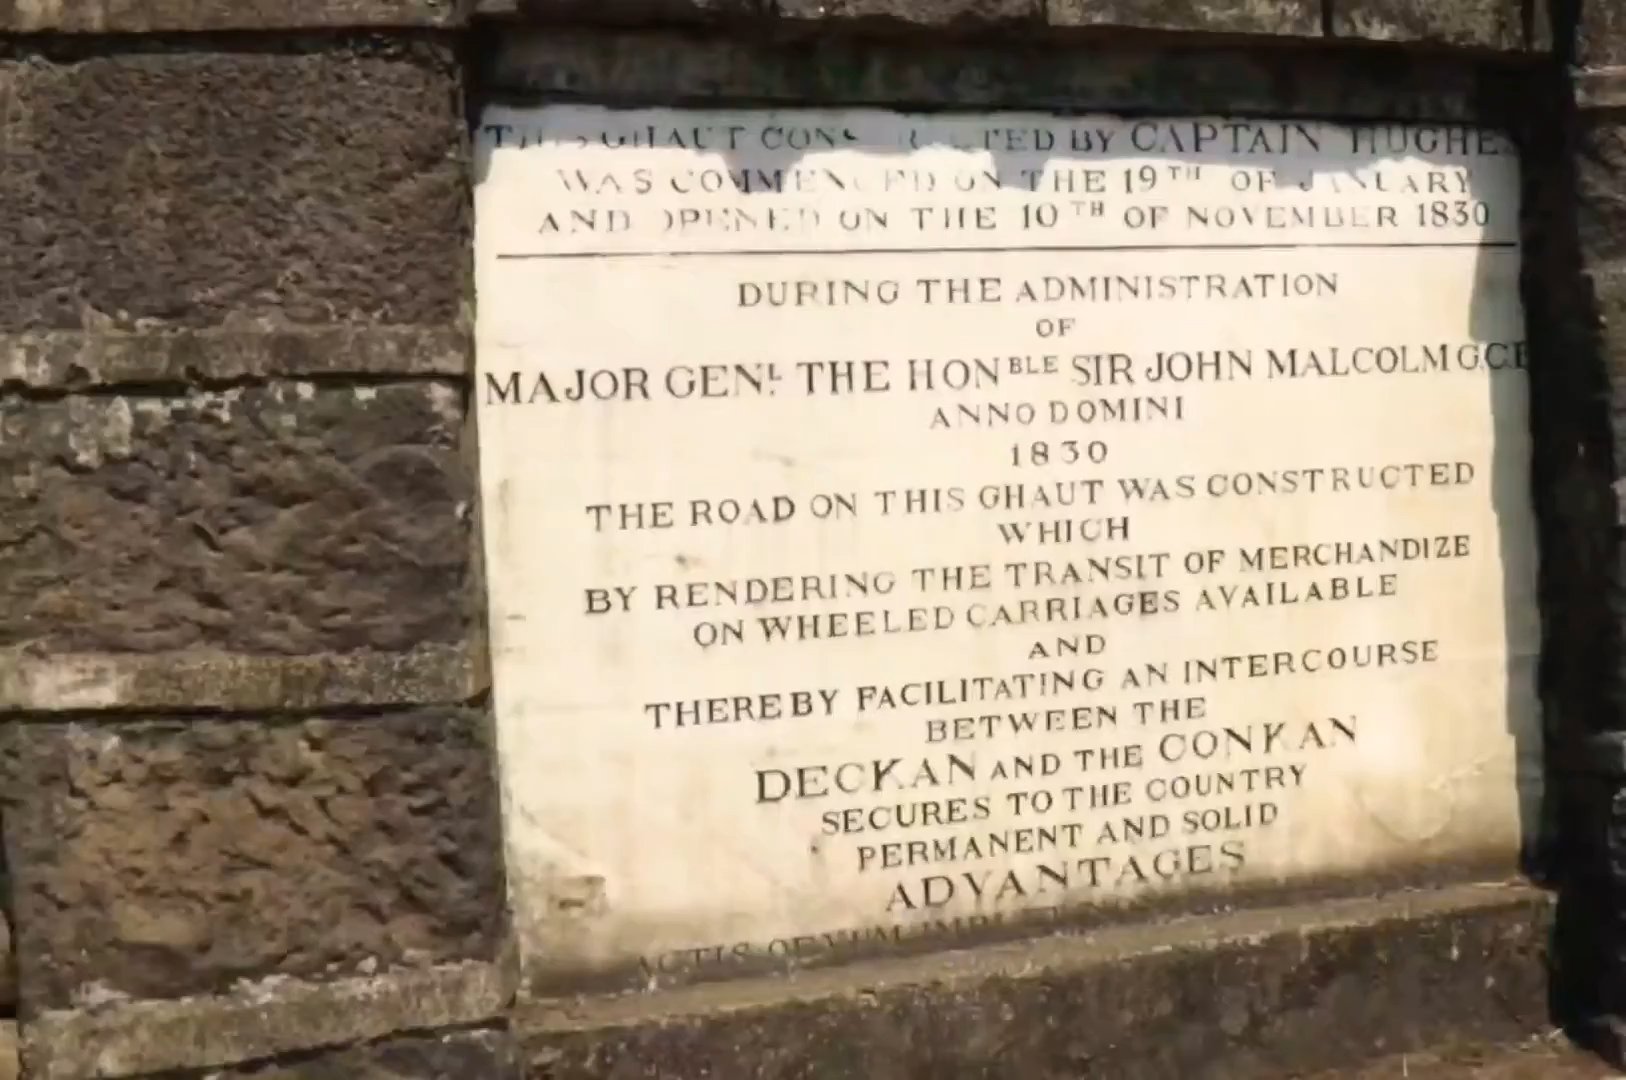 THIS GHAUT CONSTRUCTED BY CAPTAIN HUGHES
WAS COMMENCED ON THE 19TH OF JANUARY
AND OPENED ON THE 10TH OF NOVEMBER 1830
DURING THE ADMINISTRATION
OF
MAJOR GENL. THE HONBLE SIR JOHN MALCOLM G.C.B
ANNO DOMINI
1830
THE ROAD ON THIS GHAUT WAS CONSTRUCTED
WHICH
BY RENDERING THE TRANSIT OF MERCHANDIZE
ON WHEELED CARRIAGES AVAILABLE
AND
THEREBY FACILITATING AN INTERCOURSE
BETWEEN THE
DECKAN AND THE CONKAN
SECURES TO THE COUNTRY
PERMANENT AND SOLID
ADVANTAGES
ACTIS OEVUM